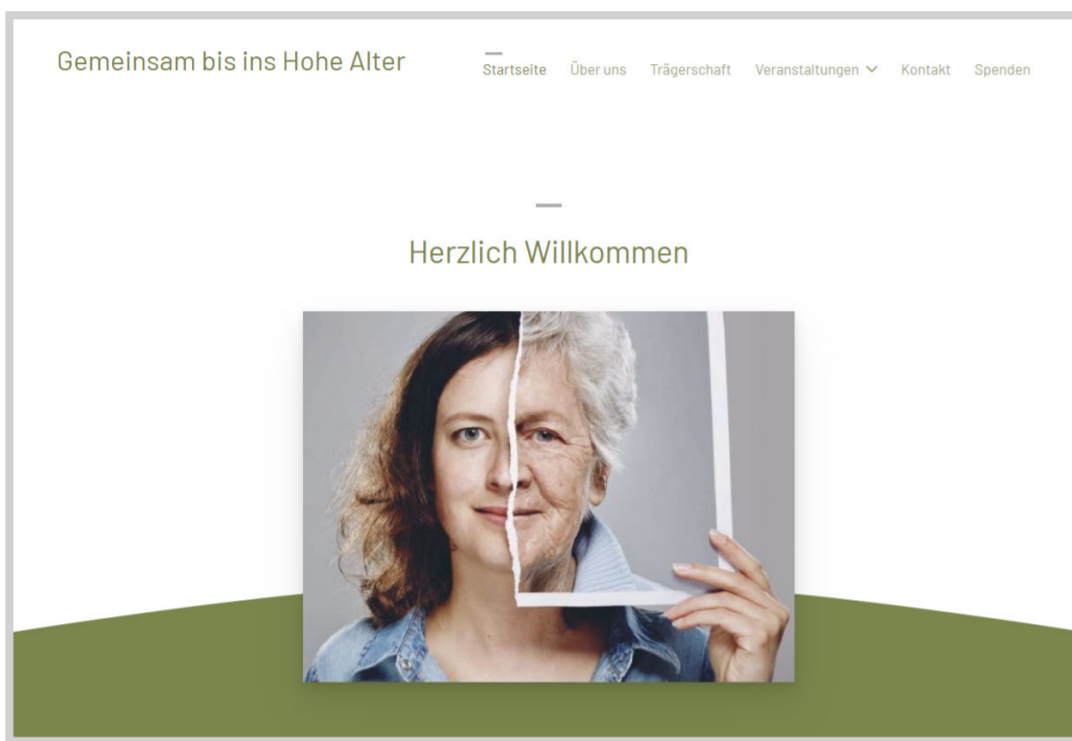 Gemeinsam bis ins Hohe Alter
Startseite Über uns Trägerschaft Veranstaltungen Kontakt Spenden
Herzlich Willkommen